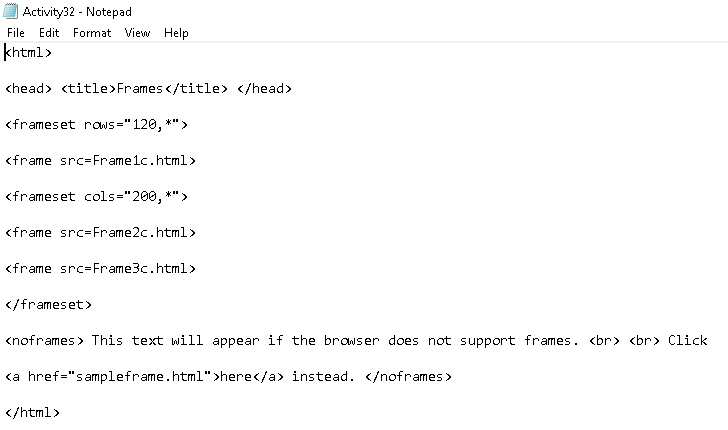 Activity32 - Notepad
File Edit Format View Help
<html>
<head> <title>Frames</title> </head>
<frameset rows="120,*">
<frame src=Frame1c.html>
<frameset cols="200,*">
<frame src=Frame2c.html>
<frame src=Frame3c.html>
</frameset>
<noframes> This text will appear if the browser does not support frames. <br> <br> Click
<a href="sampleframe.html">here</a> instead. </noframes>
</html>